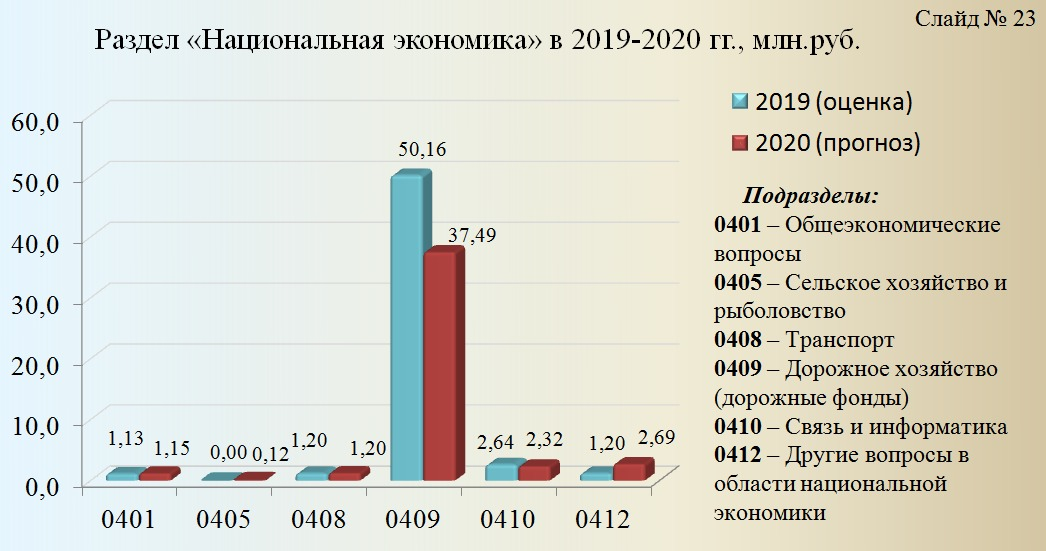 Слайд № 23
Раздел «Национальная экономика» в 2019-2020 гг., млн.руб.
2019 (оценка)
2020 (прогноз)
60,0
50,0
40,0
30,0
20,0
10,0
0,0
1,13
1,15
0,00
0,12
1,20
1,20
50,16
37,49
2,64
2,32
1,20
2,69
0401
0405
0408
0409
0410
0412
Подразделы:
0401 – Общеэкономические
вопросы
0405 – Сельское хозяйство и
рыболовство
0408 – Транспорт
0409 – Дорожное хозяйство
(дорожные фонды)
0410 – Связь и информатика
0412 – Другие вопросы в
области национальной
экономики